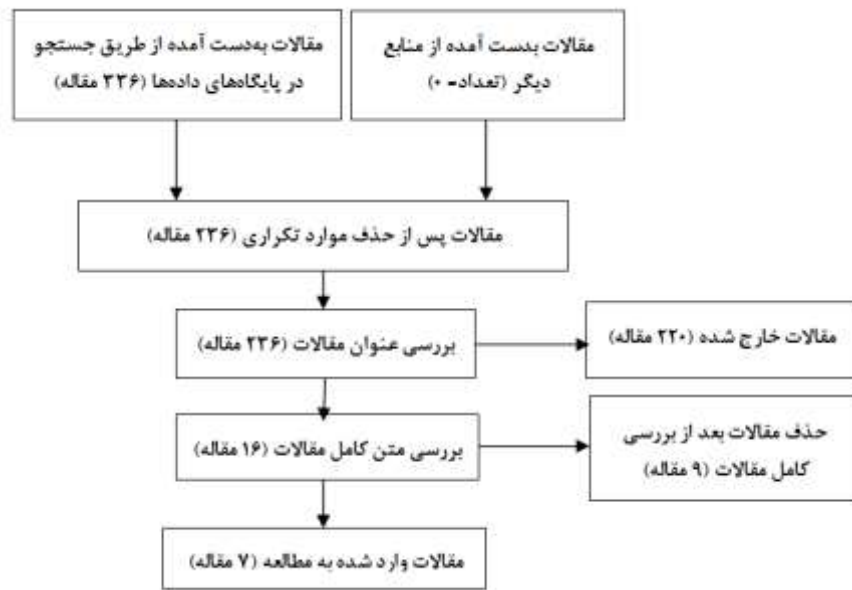 مقالات بدست آمده از منابع
دیگر (تعداد= ۰)
مقالات به‌دست آمده از طریق جستجو
در پایگاه‌های داده‌ها (۳۳۶ مقاله)
مقالات پس از حذف موارد تکراری (۲۳۶ مقاله)
بررسی عنوان مقالات (۲۳۶ مقاله)
مقالات خارج شده (۲۲۰ مقاله)
بررسی متن کامل مقالات (۱۶ مقاله)
حذف مقالات بعد از بررسی
کامل مقالات (۹ مقاله)
مقالات وارد شده به مطالعه (۷ مقاله)